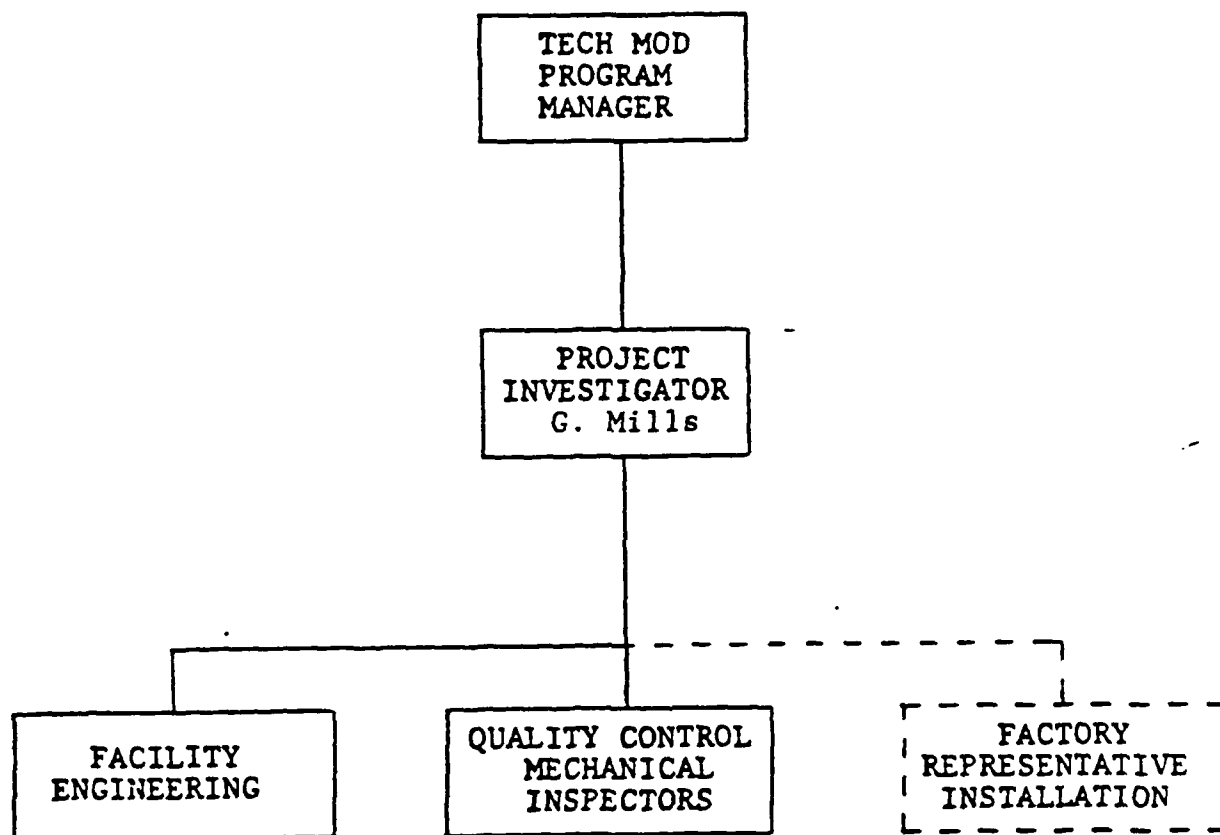 TECH MOD
PROGRAM
MANAGER
PROJECT
INVESTIGATOR
G. Mills
FACILITY
ENGINEERING
QUALITY CONTROL
MECHANICAL
INSPECTORS
FACTORY
REPRESENTATIVE
INSTALLATION